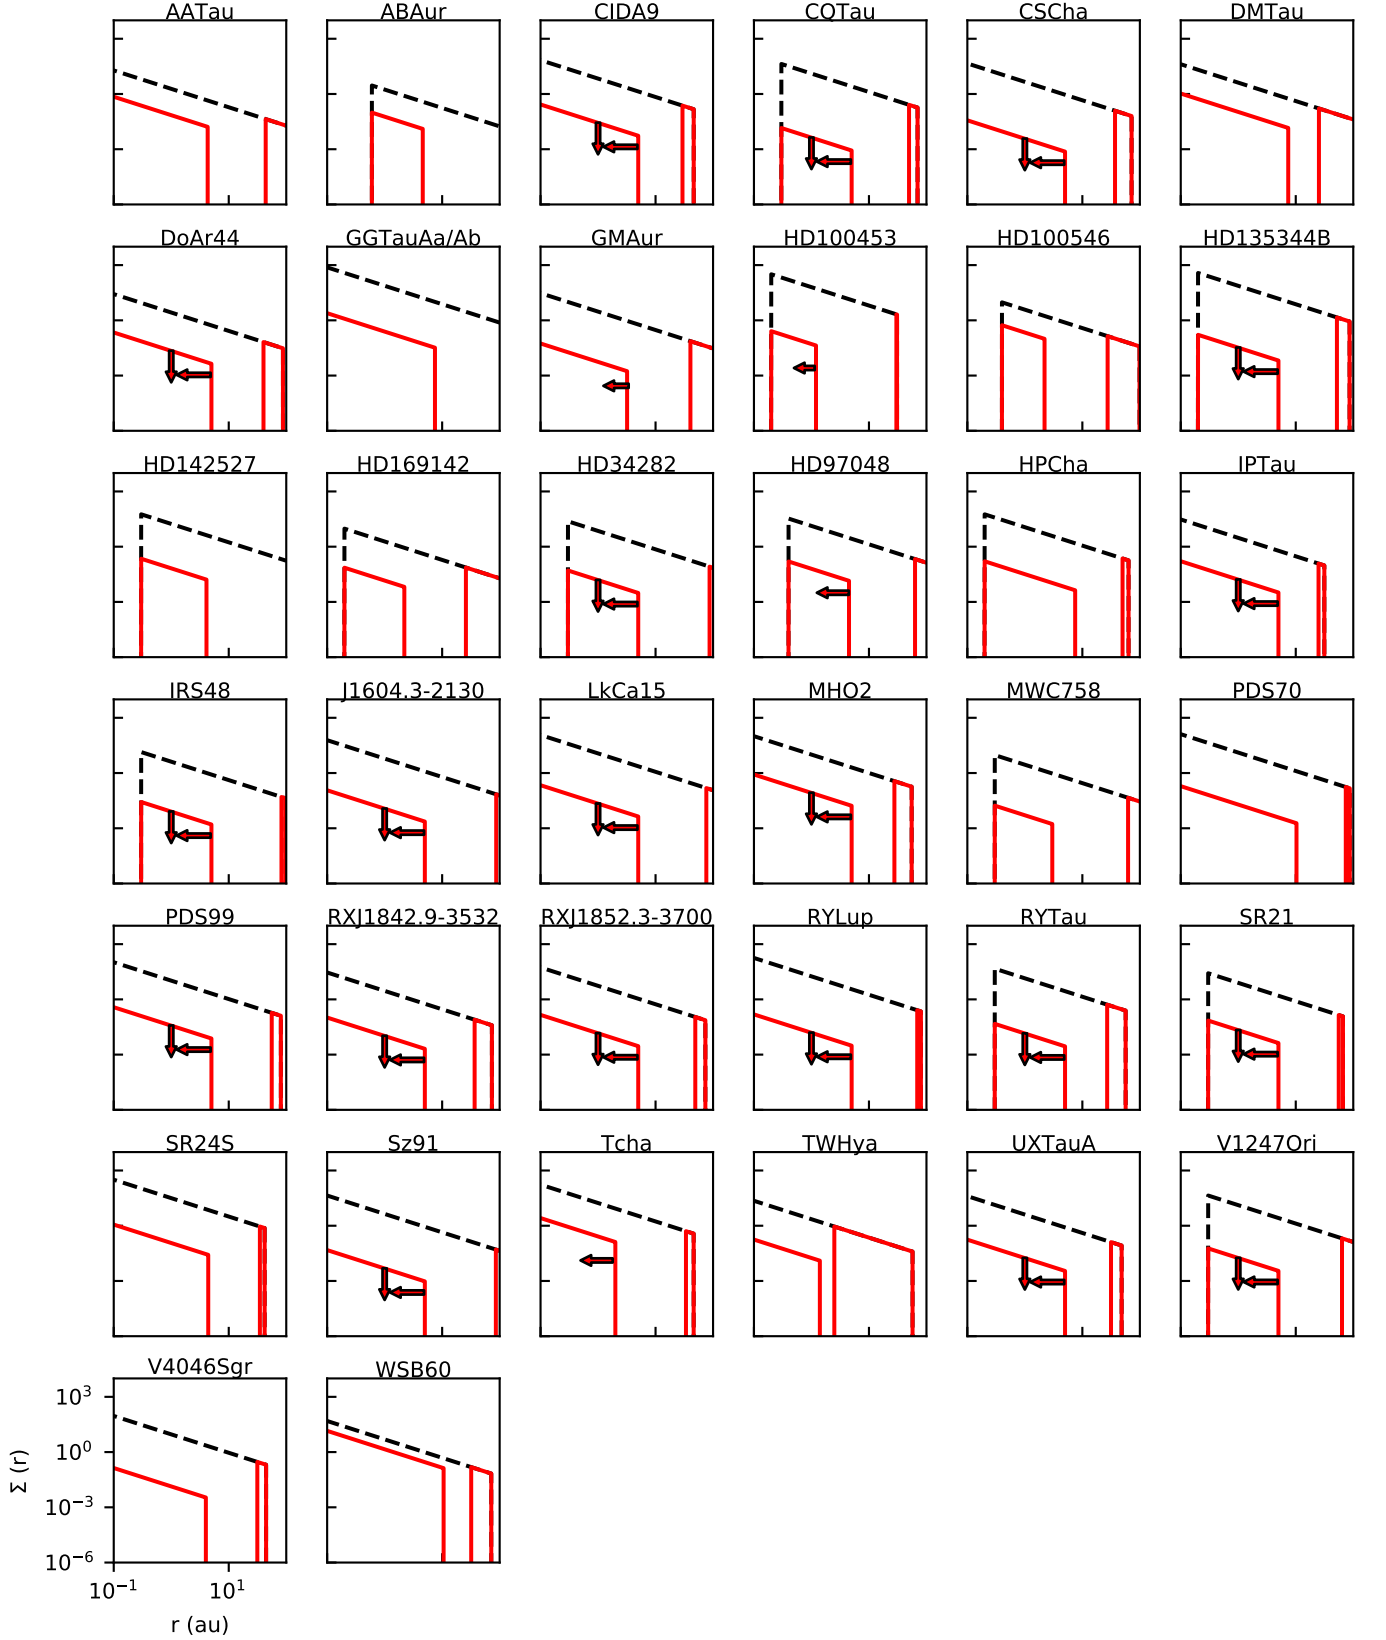 AATau ABAur CIDA9 CQTau CSCha DMTau
DoAr44 GGTauAa/Ab GMAur HD100453 HD100546 HD135344B
HD142527 HD169142 HD34282 HD97048 HPCha IPTau
IRS48 J1604.3-2130 LkCa15 MHO2 MWC758 PDS70
PDS99 RXJ1842.9-3532 RXJ1852.3-3700 RYLup RYTau SR21
SR24S Sz91 Tcha TWHya UXTauA V1247Ori
V4046Sgr WSB60
10³
10⁰
10⁻³
10⁻⁶
Σ (r)
10⁻¹ 10¹
r (au)